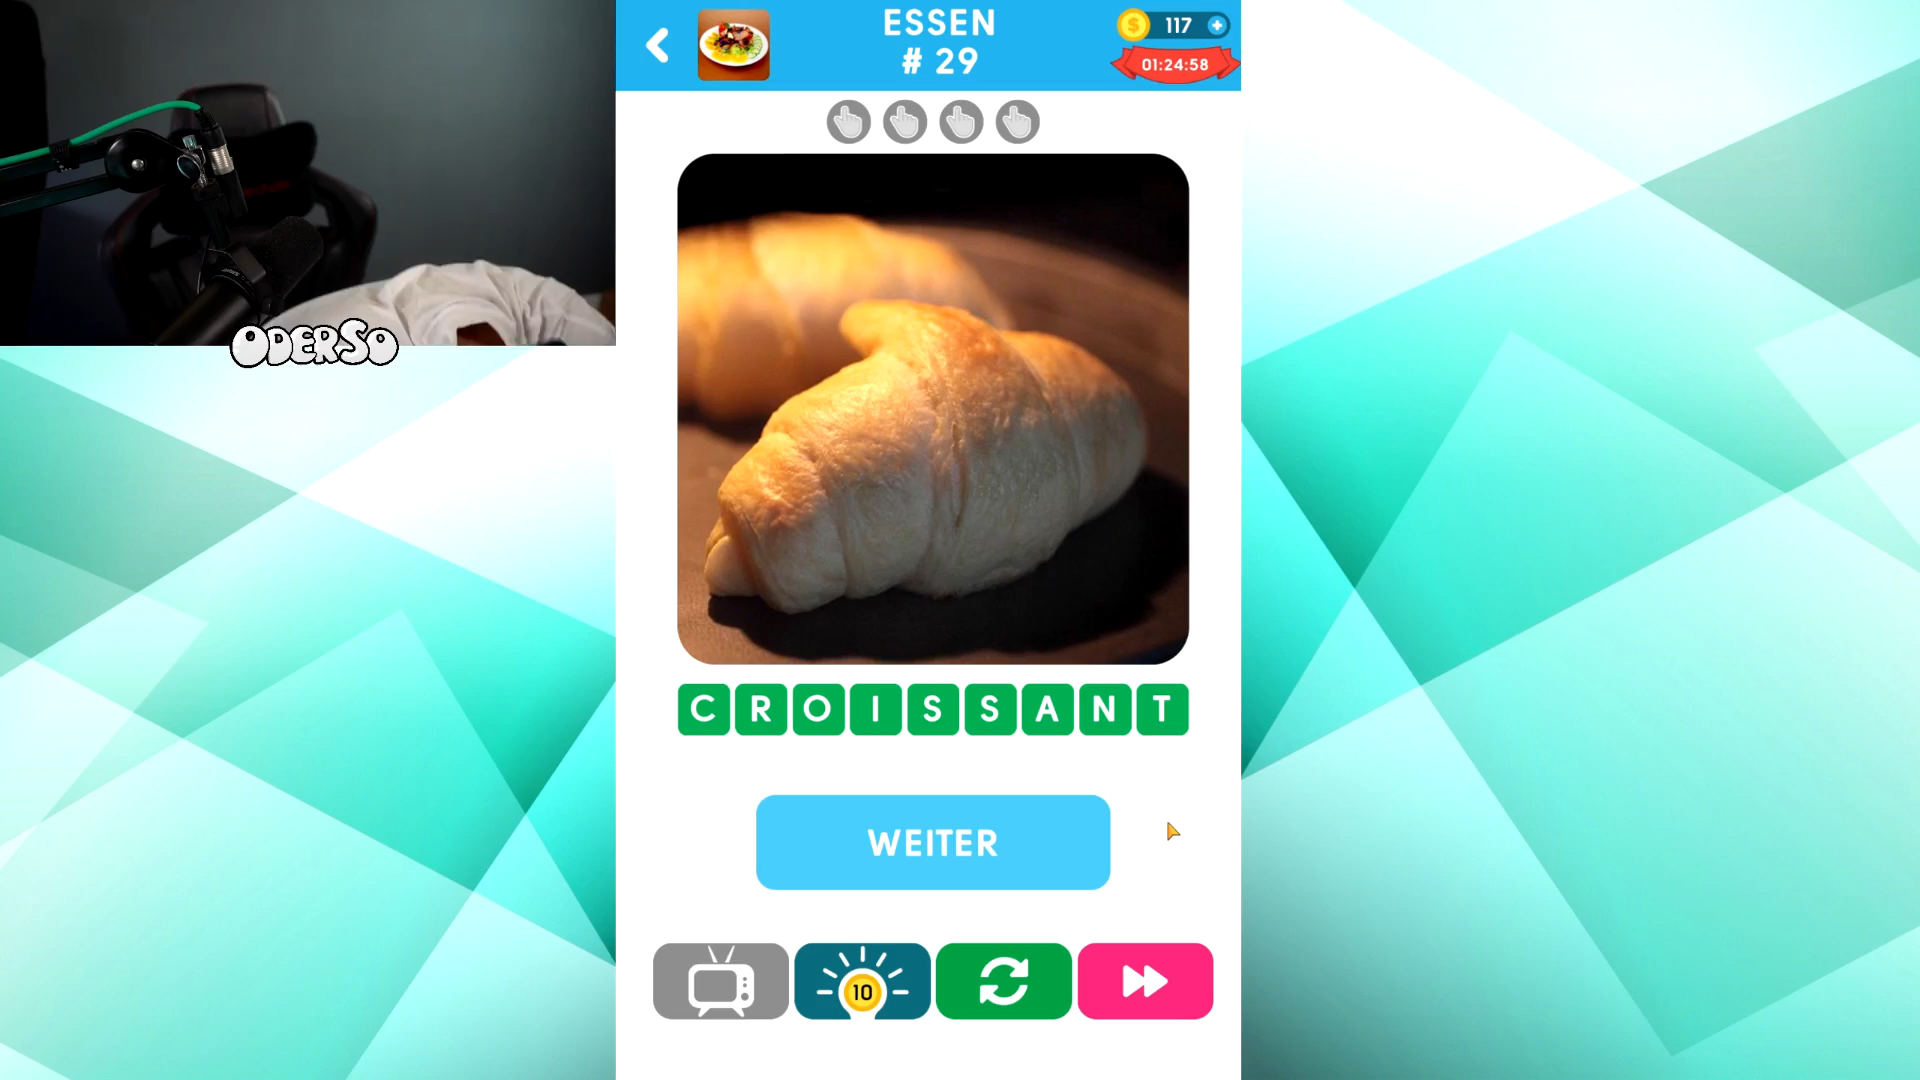 ESSEN
# 29
117
01:24:58
ODERSO
CROISSANT
WEITER
10